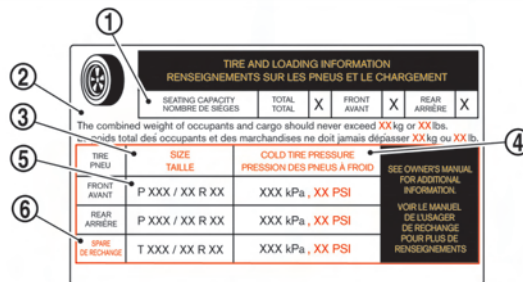 ①
TIRE AND LOADING INFORMATION
RENSEIGNEMENTS SUR LES PNEUS ET LE CHARGEMENT
②
SEATING CAPACITY
NOMBRE DE SIÈGES
TOTAL
TOTAL
X
FRONT
AVANT
X
REAR
ARRIÈRE
X
The combined weight of occupants and cargo should never exceed XX kg or XX lbs.
poids total des occupants et des marchandises ne doit jamais dépasser XX kg ou XX lb.
③
④
TIRE
PNEU
SIZE
TAILLE
COLD TIRE PRESSURE
PRESSION DES PNEUS À FROID
⑤
FRONT
AVANT
P XXX / XX R XX
XXX kPa , XX PSI
REAR
ARRIÈRE
P XXX / XX R XX
XXX kPa , XX PSI
⑥
SPARE
DE RECHANGE
T XXX / XX R XX
XXX kPa , XX PSI
SEE OWNER'S MANUAL
FOR ADDITIONAL
INFORMATION.
VOIR LE MANUEL
DE L'USAGER
DE RECHANGE
POUR PLUS DE
RENSEIGNEMENTS